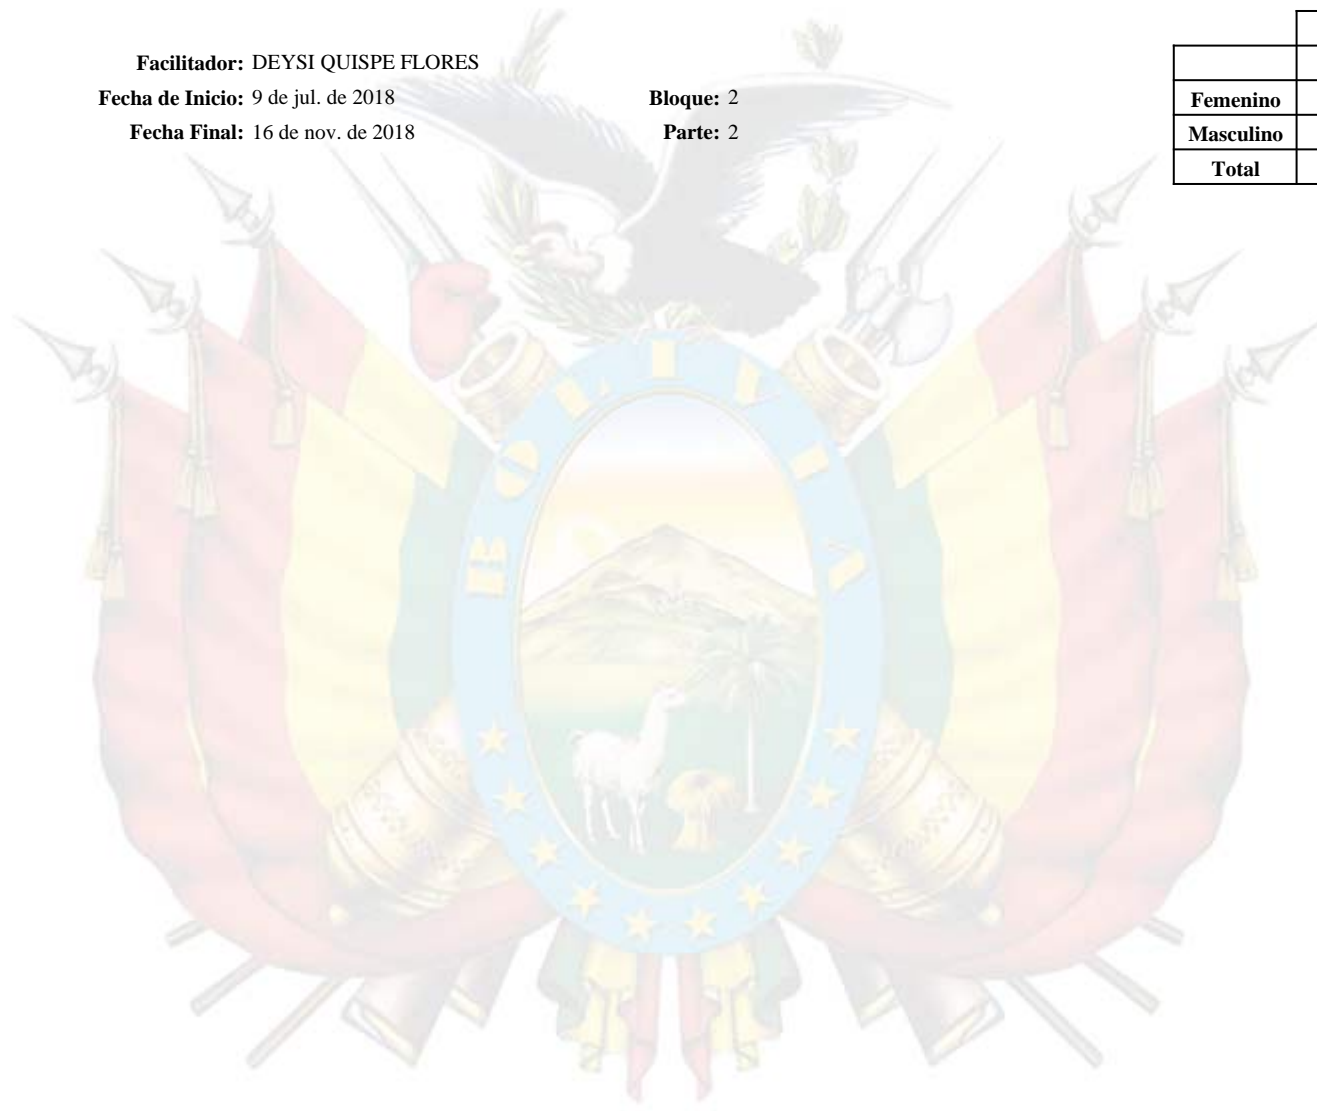 Facilitador: DEYSI QUISPE FLORES
Fecha de Inicio: 9 de jul. de 2018 Bloque: 2
Fecha Final: 16 de nov. de 2018 Parte: 2
Femenino
Masculino
Total
BOLIVIA